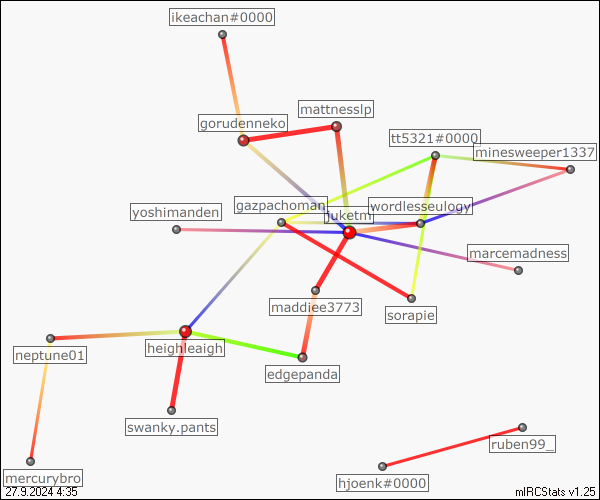 ikeachan#0000
mattnesslp
gorudenneko
tt5321#0000
minesweeper1337
gazpachoman
wordlesseulogy
yoshimanden
luketm
marcemadness
maddiee3773
sorapie
heighleaigh
neptune01
edgepanda
swanky.pants
ruben99_
mercurybro
hjoenk#0000
27.9.2024 4:35
mIRCStats v1.25